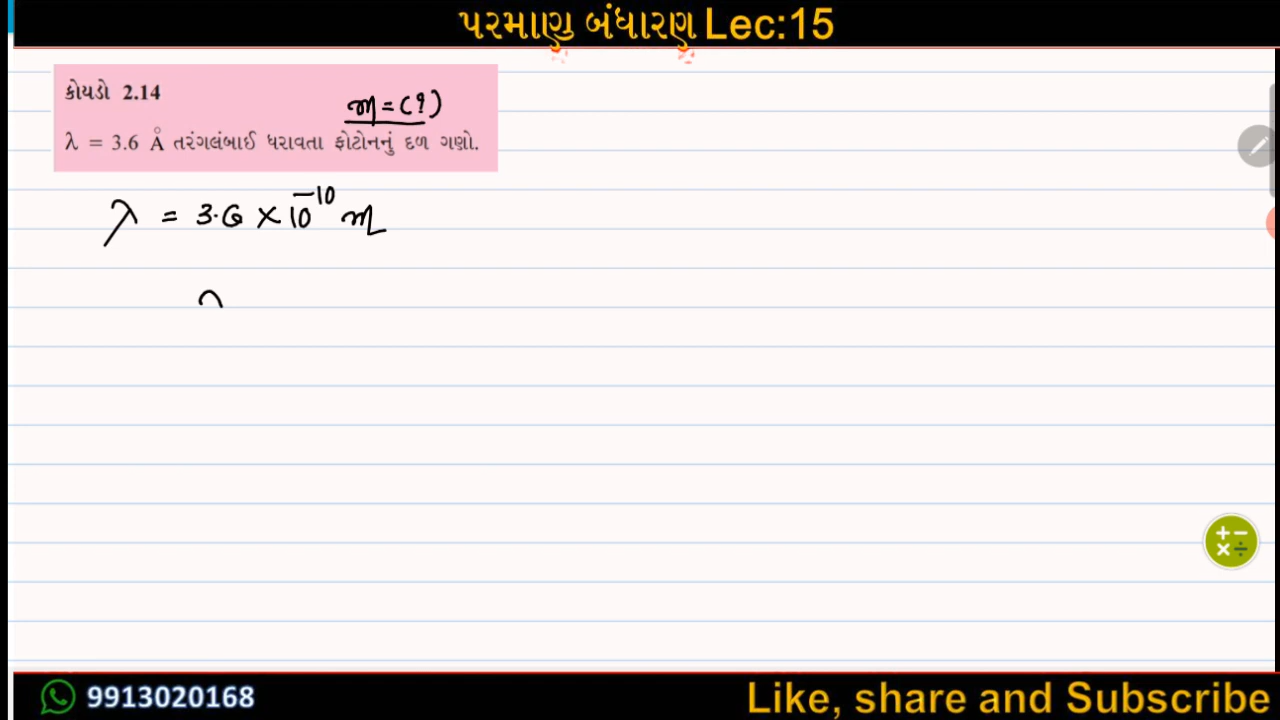 પરમાણુ બંધારણ Lec:15
કોયડો 2.14
m = (?)
λ = 3.6 Å તરંગલંબાઈ ધરાવતા ફોટોનનું દળ ગણો.
λ = 3.6 × 10⁻¹⁰ m
9913020168
Like, share and Subscribe